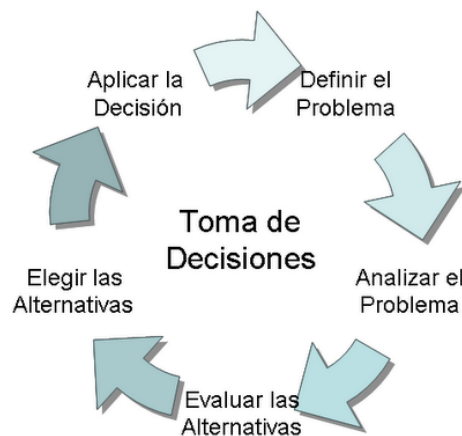 Aplicar la
Decisión
Definir el
Problema
Toma de
Decisiones
Analizar el
Problema
Evaluar las
Alternativas
Elegir las
Alternativas